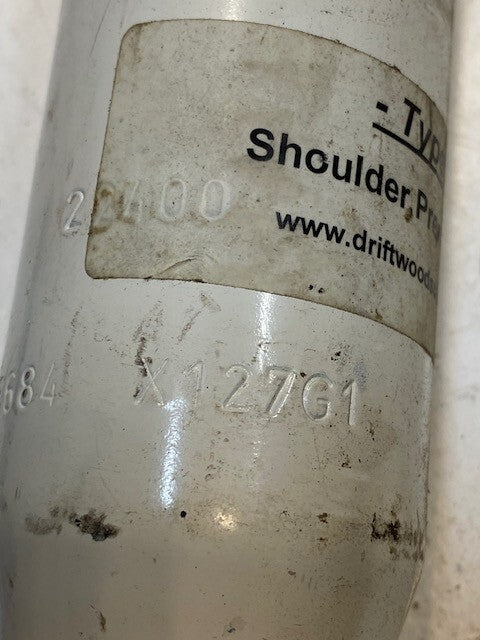 - Typ
Shoulder Pr
www.driftwood
22400
684 X127G1